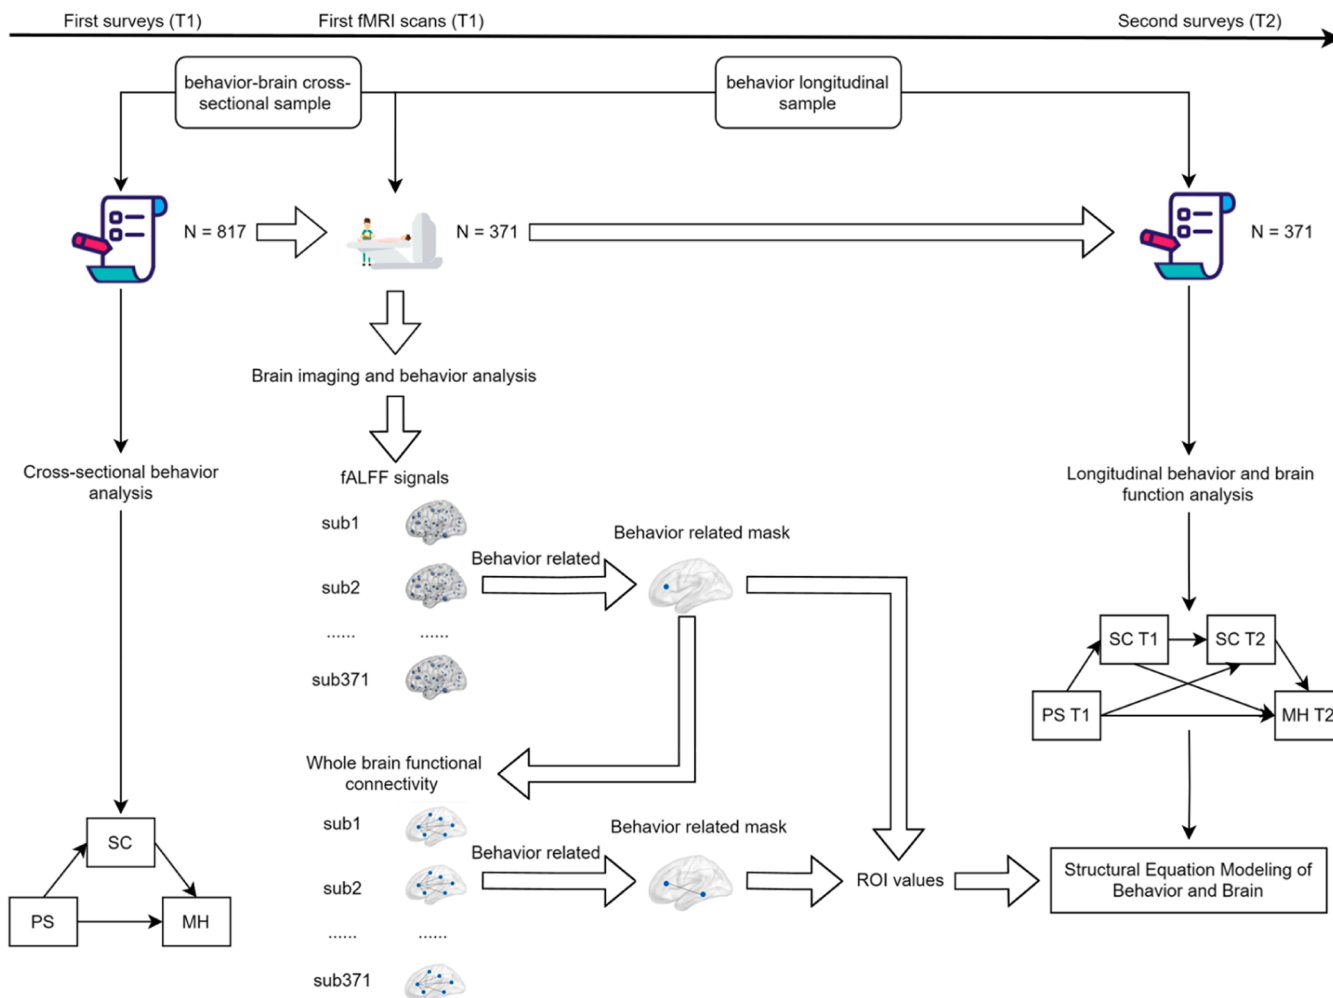 First surveys (T1)
First fMRI scans (T1)
Second surveys (T2)
behavior-brain cross-
sectional sample
behavior longitudinal
sample
N = 817
N = 371
N = 371
Brain imaging and behavior analysis
Cross-sectional behavior
analysis
fALFF signals
sub1
sub2
......
......
sub371
Behavior related
Behavior related mask
Longitudinal behavior and brain
function analysis
SC T1
SC T2
PS T1
MH T2
Whole brain functional
connectivity
sub1
sub2
......
......
sub371
Behavior related
Behavior related mask
ROI values
Structural Equation Modeling of
Behavior and Brain
SC
PS
MH